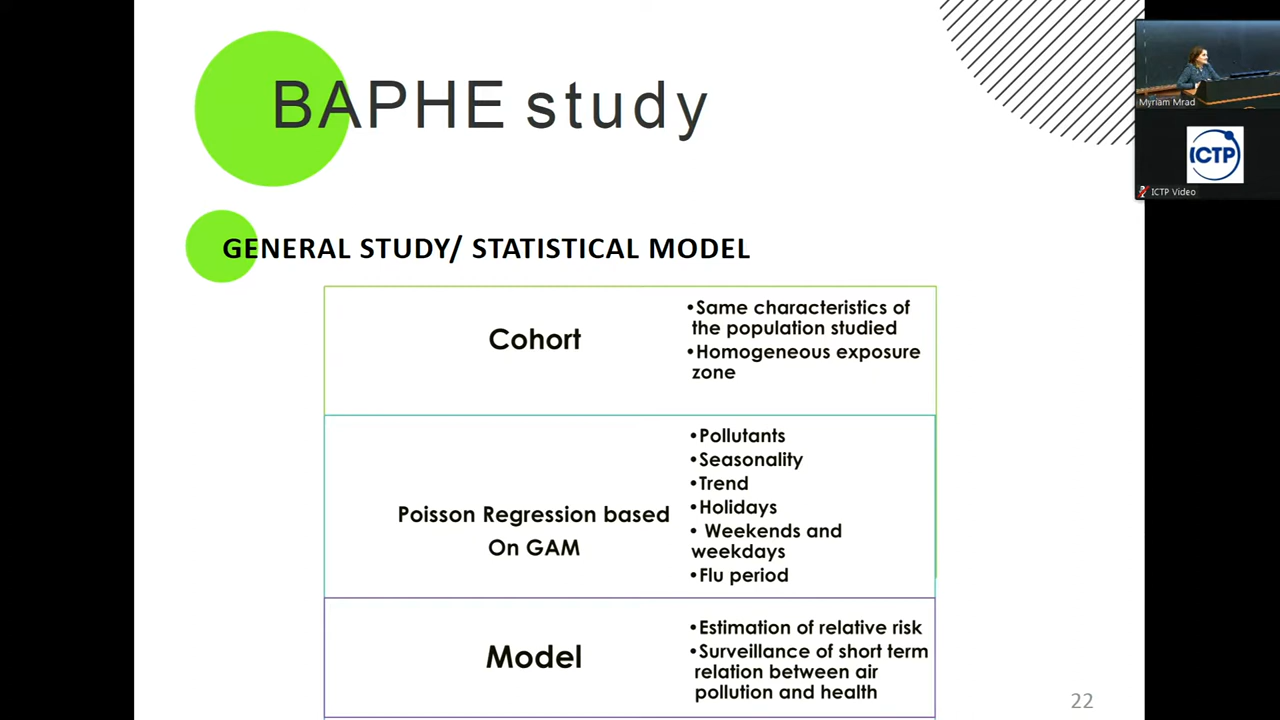 BAPHE study
GENERAL STUDY/ STATISTICAL MODEL
Cohort
•Same characteristics of
the population studied
•Homogeneous exposure
zone
Poisson Regression based
On GAM
•Pollutants
•Seasonality
•Trend
•Holidays
• Weekends and
weekdays
•Flu period
Model
•Estimation of relative risk
•Surveillance of short term
relation between air
pollution and health
22
Myriam Mrad
ICTP
ICTP Video